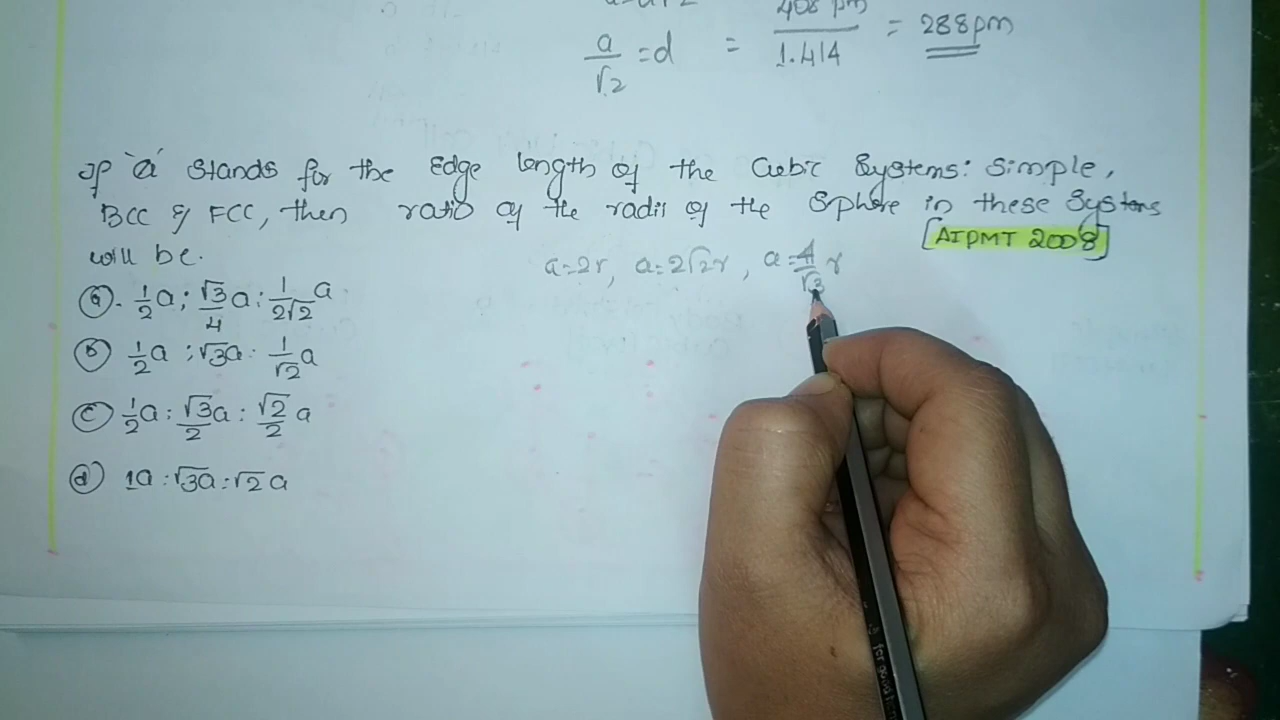 408 pm
a/√2 = d = 1.414 = 288pm
If 'a' stands for the Edge length of the Cubic Systems: Simple,
BCC & FCC, then ratio of the radii of the Sphere in these Systems
will be. [AIPMT 2008]
a=2r, a=2√2r, a=4/√3 r
(a). 1/2a; √3/4 a: 1/2√2 a
(b) 1/2a ; √3a: 1/√2 a
(c) 1/2a: √3/2 a: √2/2 a
(d) 1a : √3a = √2 a